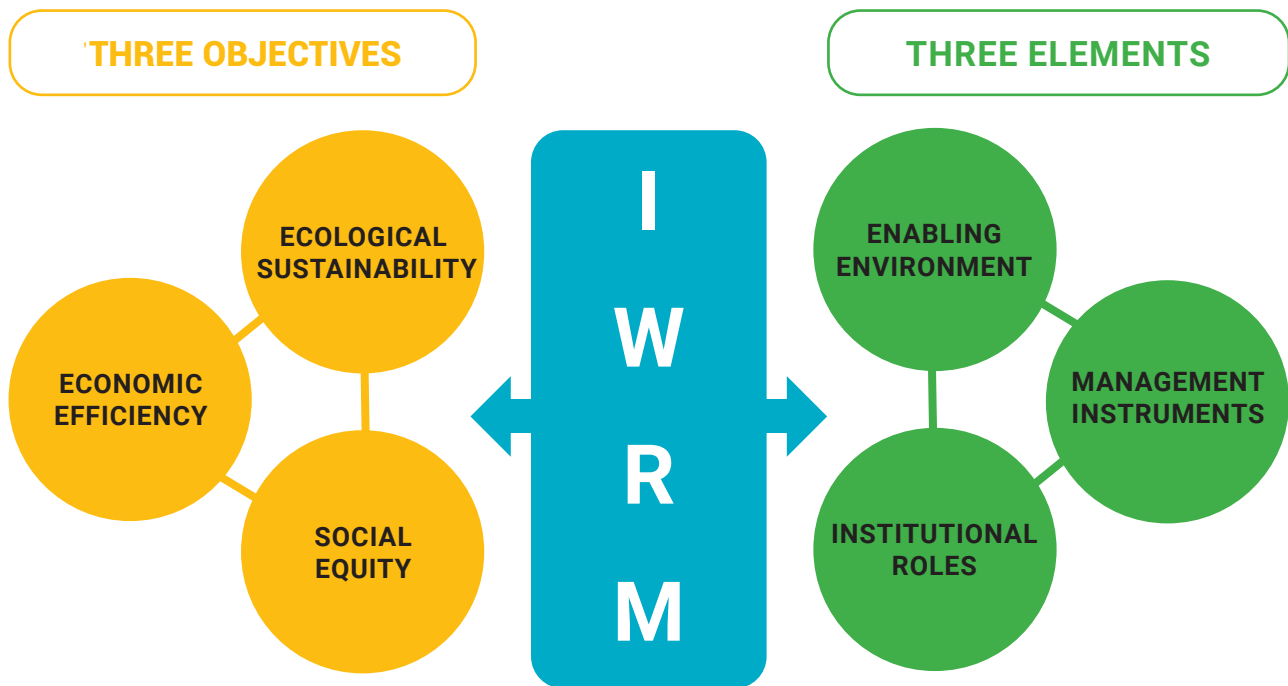 THREE OBJECTIVES
THREE ELEMENTS
ECOLOGICAL
SUSTAINABILITY
ECONOMIC
EFFICIENCY
SOCIAL
EQUITY
I
W
R
M
ENABLING
ENVIRONMENT
MANAGEMENT
INSTRUMENTS
INSTITUTIONAL
ROLES